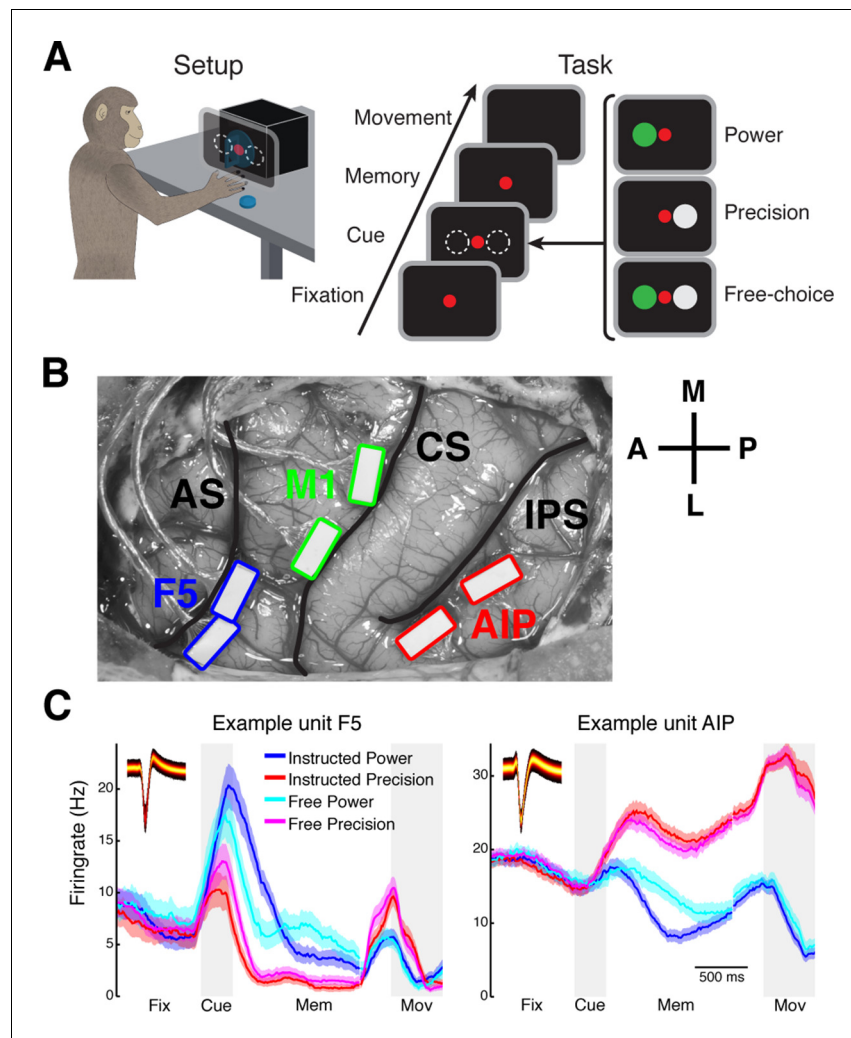 A
Setup
Task
Movement
Memory
Cue
Fixation
Power
Precision
Free-choice
B
AS
M1
CS
IPS
F5
AIP
M
A
P
L
C
Example unit F5
Example unit AIP
Instructed Power
Instructed Precision
Free Power
Free Precision
Firingrate (Hz)
20
15
10
5
0
Fix
Cue
Mem
Mov
30
20
10
0
500 ms
Fix
Cue
Mem
Mov